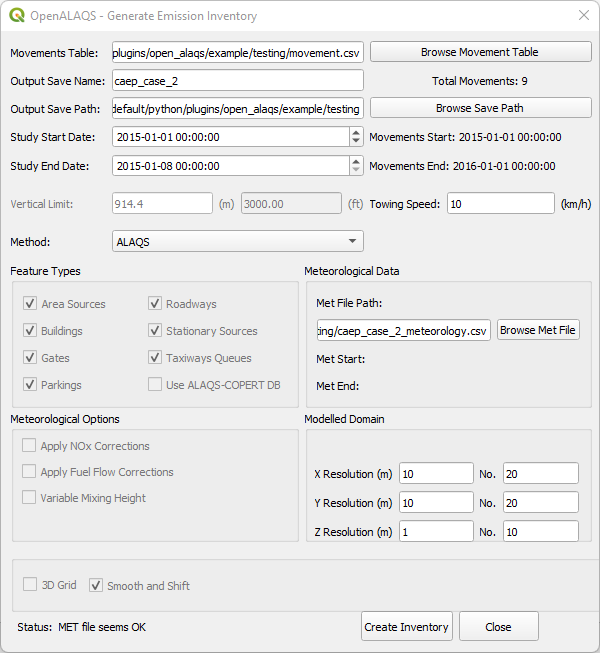 OpenALAQS - Generate Emission Inventory
Movements Table: plugins/open_alaqs/example/testing/movement.csv Browse Movement Table
Output Save Name: caep_case_2 Total Movements: 9
Output Save Path: default/python/plugins/open_alaqs/example/testing Browse Save Path
Study Start Date: 2015-01-01 00:00:00 Movements Start: 2015-01-01 00:00:00
Study End Date: 2015-01-08 00:00:00 Movements End: 2016-01-01 00:00:00
Vertical Limit: 914.4 (m) 3000.00 (ft) Towing Speed: 10 (km/h)
Method: ALAQS
Feature Types
Area Sources Roadways
Buildings Stationary Sources
Gates Taxiways Queues
Parkings Use ALAQS-COPERT DB
Meteorological Data
Met File Path:
ting/caep_case_2_meteorology.csv Browse Met File
Met Start:
Met End:
Meteorological Options
Apply NOx Corrections
Apply Fuel Flow Corrections
Variable Mixing Height
Modelled Domain
X Resolution (m) 10 No. 20
Y Resolution (m) 10 No. 20
Z Resolution (m) 1 No. 10
3D Grid Smooth and Shift
Status: MET file seems OK Create Inventory Close